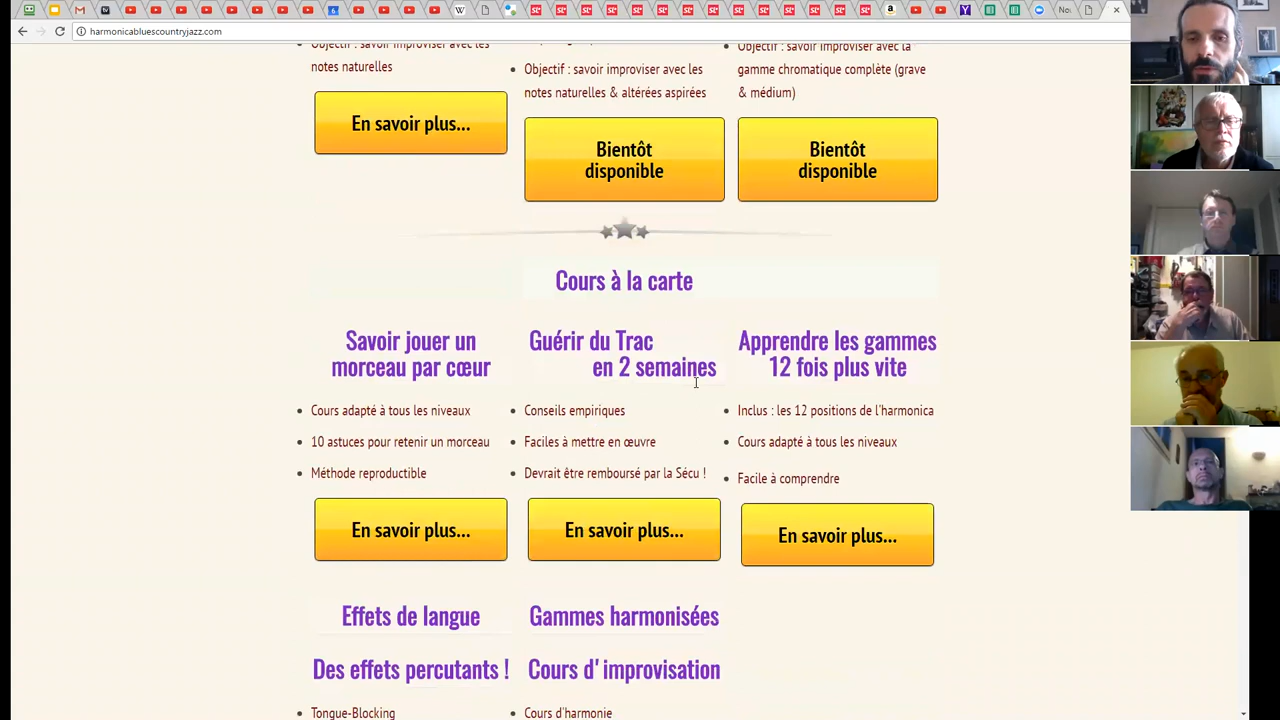 harmonicabluescountryjazz.com
Objectif : savoir improviser avec les
notes naturelles
En savoir plus...
Objectif : savoir improviser avec les
notes naturelles & altérées aspirées
Bientôt
disponible
Objectif : savoir improviser avec la
gamme chromatique complète (grave
& médium)
Bientôt
disponible
Cours à la carte
Savoir jouer un
morceau par cœur
Cours adapté à tous les niveaux
10 astuces pour retenir un morceau
Méthode reproductible
En savoir plus...
Guérir du Trac
en 2 semaines
Conseils empiriques
Faciles à mettre en œuvre
Devrait être remboursé par la Sécu !
En savoir plus...
Apprendre les gammes
12 fois plus vite
Inclus : les 12 positions de l'harmonica
Cours adapté à tous les niveaux
Facile à comprendre
En savoir plus...
Effets de langue
Des effets percutants !
Tongue-Blocking
Gammes harmonisées
Cours d'improvisation
Cours d'harmonie